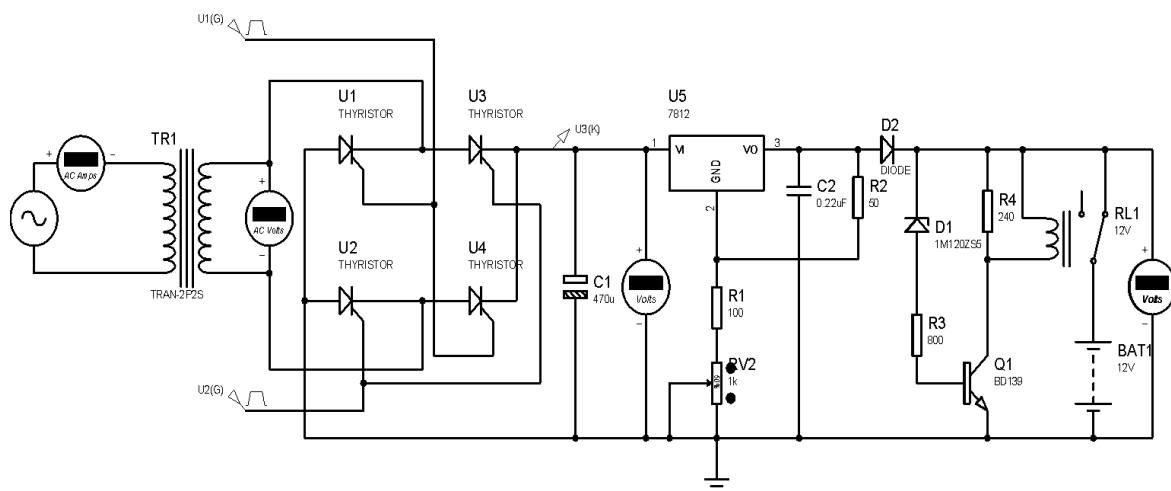 U1(G)
TR1
TRAN-2P2S
+
-
AC Amps
+
AC Volts
-
U1
THYRISTOR
U3
THYRISTOR
U2
THYRISTOR
U4
THYRISTOR
U2(G)
U3(K)
C1
470u
+
Volts
-
U5
7812
1
VI
VO
3
GND
2
R1
100
RV2
1k
C2
0.22uF
R2
50
D2
DIODE
D1
1M120ZS5
R3
800
R4
240
Q1
BD139
RL1
12V
BAT1
12V
+
Volts
-